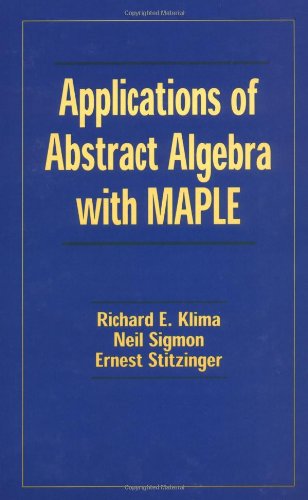 Applications of
Abstract Algebra
with MAPLE
Richard E. Klima
Neil Sigmon
Ernest Stitzinger